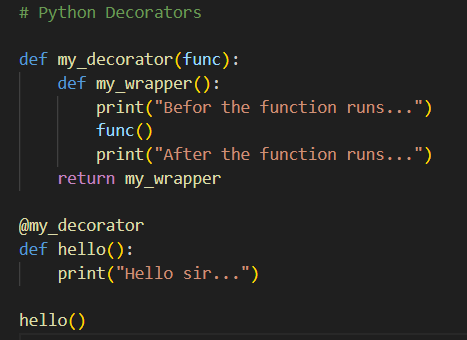 # Python Decorators
def my_decorator(func):
    def my_wrapper():
        print("Befor the function runs...")
        func()
        print("After the function runs...")
    return my_wrapper
@my_decorator
def hello():
    print("Hello sir...")
hello()